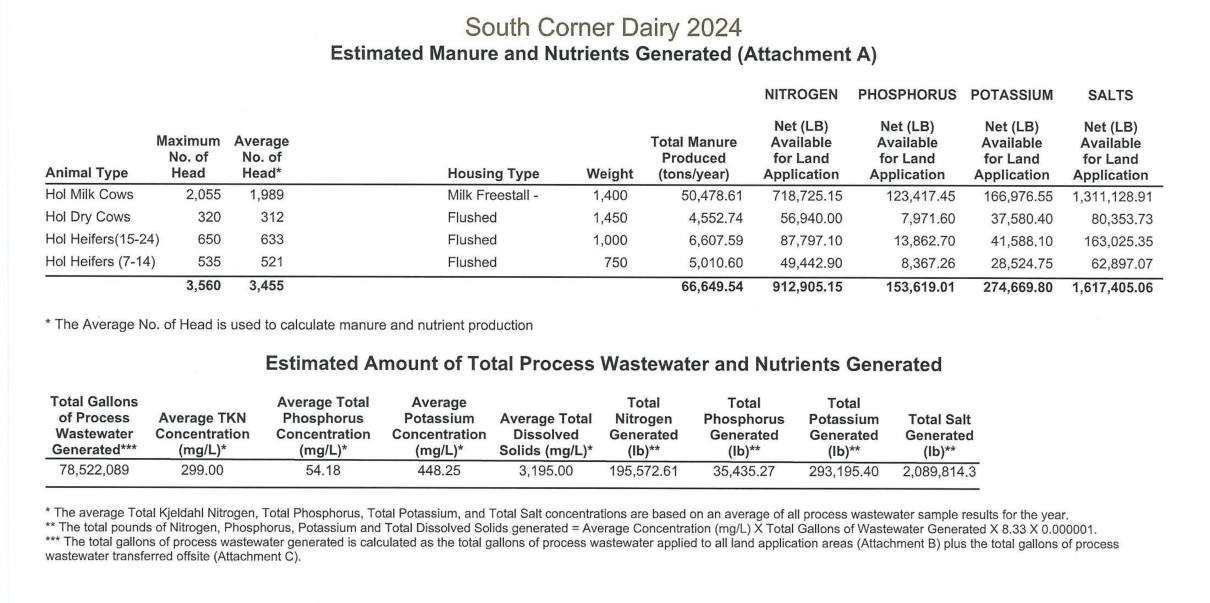 South Corner Dairy 2024
Estimated Manure and Nutrients Generated (Attachment A)
NITROGEN PHOSPHORUS POTASSIUM SALTS
Animal Type Maximum No. of Head Average No. of Head* Housing Type Weight Total Manure Produced (tons/year) Net (LB) Available for Land Application Net (LB) Available for Land Application Net (LB) Available for Land Application Net (LB) Available for Land Application
Hol Milk Cows 2,055 1,989 Milk Freestall - 1,400 50,478.61 718,725.15 123,417.45 166,976.55 1,311,128.91
Hol Dry Cows 320 312 Flushed 1,450 4,552.74 56,940.00 7,971.60 37,580.40 80,353.73
Hol Heifers(15-24) 650 633 Flushed 1,000 6,607.59 87,797.10 13,862.70 41,588.10 163,025.35
Hol Heifers (7-14) 535 521 Flushed 750 5,010.60 49,442.90 8,367.26 28,524.75 62,897.07
3,560 3,455 66,649.54 912,905.15 153,619.01 274,669.80 1,617,405.06
* The Average No. of Head is used to calculate manure and nutrient production
Estimated Amount of Total Process Wastewater and Nutrients Generated
Total Gallons of Process Wastewater Generated*** Average TKN Concentration (mg/L)* Average Total Phosphorus Concentration (mg/L)* Average Potassium Concentration (mg/L)* Average Total Dissolved Solids (mg/L)* Total Nitrogen Generated (lb)** Total Phosphorus Generated (lb)** Total Potassium Generated (lb)** Total Salt Generated (lb)**
78,522,089 299.00 54.18 448.25 3,195.00 195,572.61 35,435.27 293,195.40 2,089,814.3
* The average Total Kjeldahl Nitrogen, Total Phosphorus, Total Potassium, and Total Salt concentrations are based on an average of all process wastewater sample results for the year.
** The total pounds of Nitrogen, Phosphorus, Potassium and Total Dissolved Solids generated = Average Concentration (mg/L) X Total Gallons of Wastewater Generated X 8.33 X 0.000001.
*** The total gallons of process wastewater generated is calculated as the total gallons of process wastewater applied to all land application areas (Attachment B) plus the total gallons of process
wastewater transferred offsite (Attachment C).